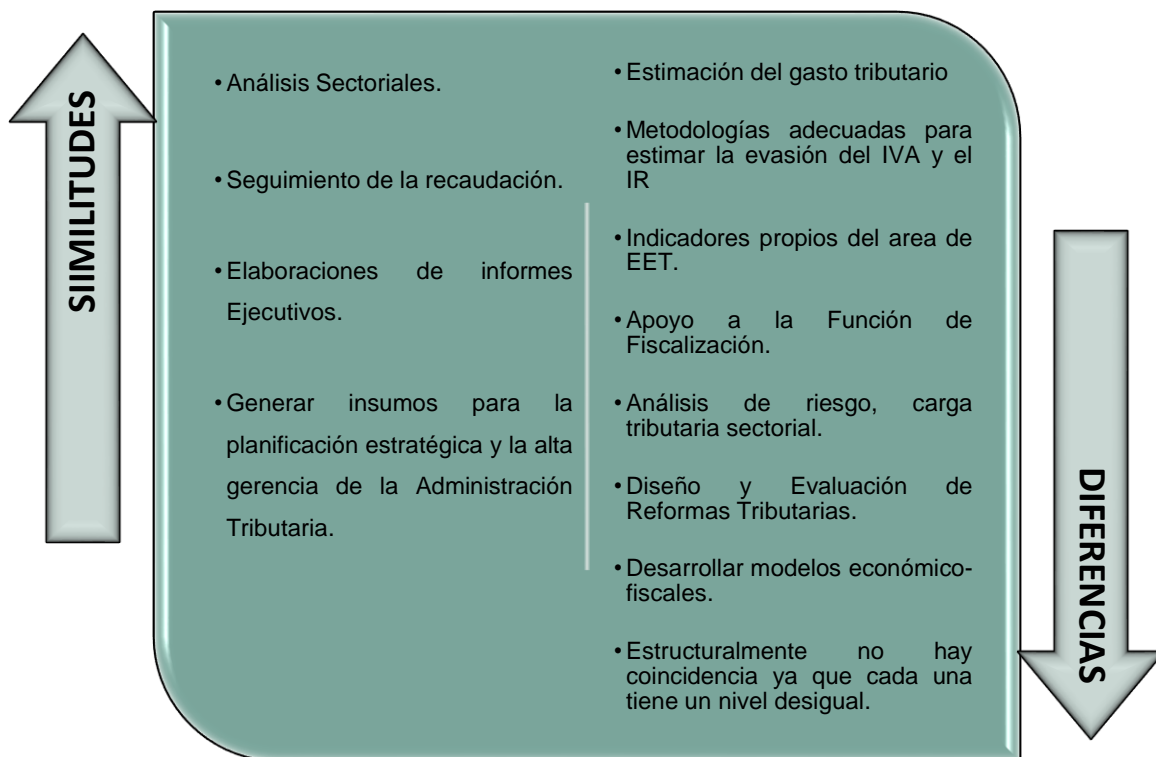 SIIMILITUDES
• Análisis Sectoriales.
• Seguimiento de la recaudación.
• Elaboraciones de informes
Ejecutivos.
• Generar insumos para la
planificación estratégica y la alta
gerencia de la Administración
Tributaria.
• Estimación del gasto tributario
• Metodologías adecuadas para
estimar la evasión del IVA y el
IR
• Indicadores propios del area de
EET.
• Apoyo a la Función de
Fiscalización.
• Análisis de riesgo, carga
tributaria sectorial.
• Diseño y Evaluación de
Reformas Tributarias.
• Desarrollar modelos económico-
fiscales.
• Estructuralmente no hay
coincidencia ya que cada una
tiene un nivel desigual.
DIFERENCIAS